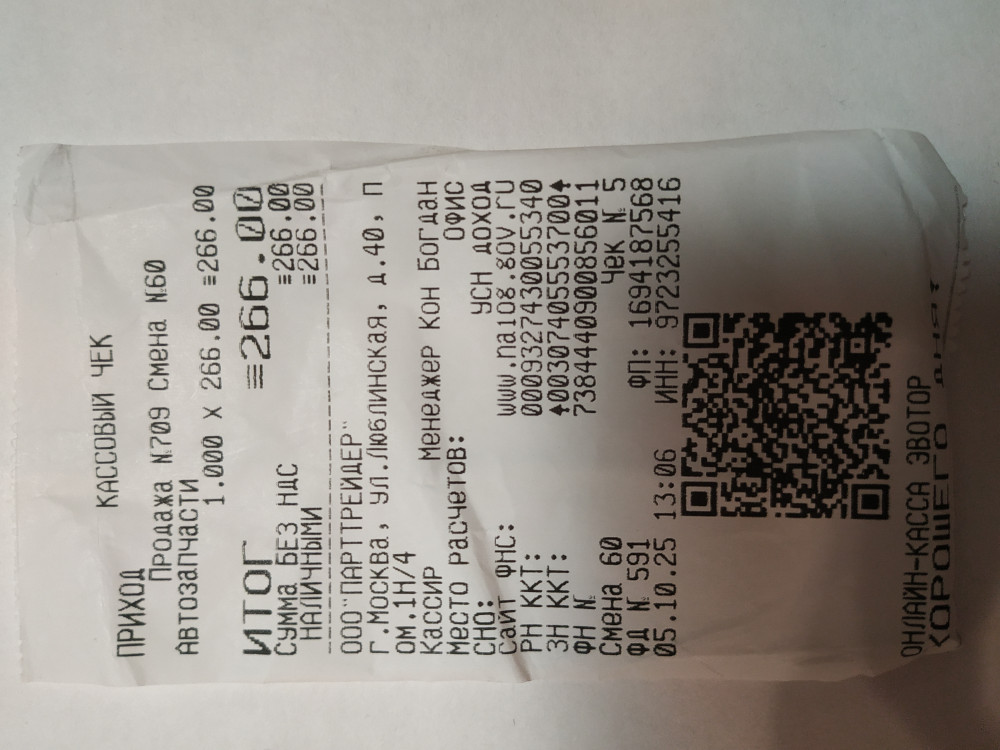 КАССОВЫЙ ЧЕК
ПРИХОД
Продажа №709 Смена №60
АВТОЗАПЧАСТИ
1.000 X 266.00 ≡266.00
ИТОГ ≡266.00
СУММА БЕЗ НДС ≡266.00
НАЛИЧНЫМИ ≡266.00
ООО"ПАРТТРЕЙДЕР"
Г.МОСКВА, УЛ.ЛЮБЛИНСКАЯ, Д.40, П
ОМ.1Н/4
Кассир Менеджер Кон Богдан
Место расчетов: ОФИС
СНО: УСН ДОХОД
Сайт ФНС: www.nalog.gov.ru
РН ККТ: 0009327430055340
ЗН ККТ: ↑00307405553700↑
ФН № 7384440900856011
Смена 60 Чек № 5
ФД № 591 ФП: 1694187568
05.10.25 13:06 ИНН: 9723255416
ОНЛАЙН-КАССА ЭВОТОР
ХОРОШЕГО ДНЯ!